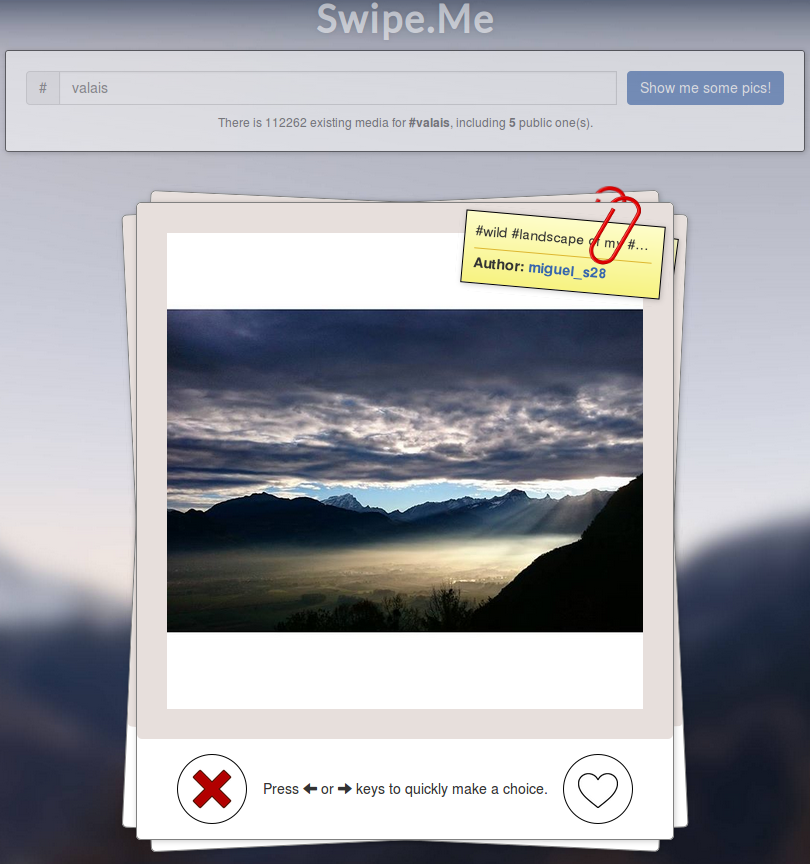 Swipe.Me
# valais Show me some pics!
There is 112262 existing media for #valais, including 5 public one(s).
#wild #landscape of my #...
Author: miguel_s28
Press ← or → keys to quickly make a choice.